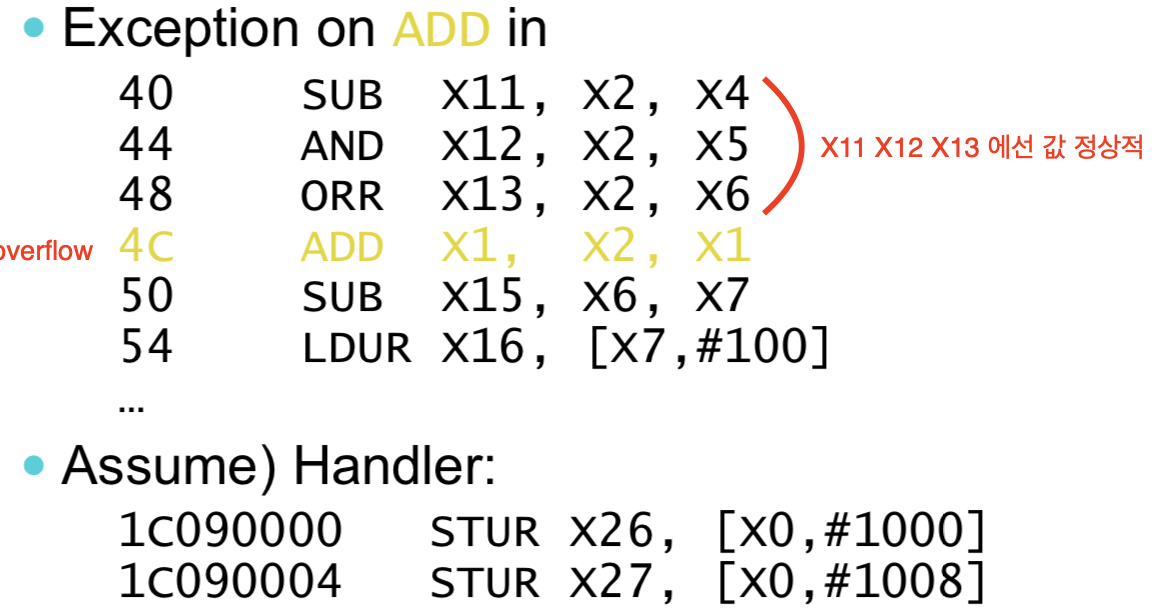 • Exception on ADD in
40 SUB X11, X2, X4
44 AND X12, X2, X5
X11 X12 X13 에선 값 정상적
48 ORR X13, X2, X6
overflow 4C ADD X1, X2, X1
50 SUB X15, X6, X7
54 LDUR X16, [X7,#100]
…
• Assume) Handler:
1C090000 STUR X26, [X0,#1000]
1C090004 STUR X27, [X0,#1008]